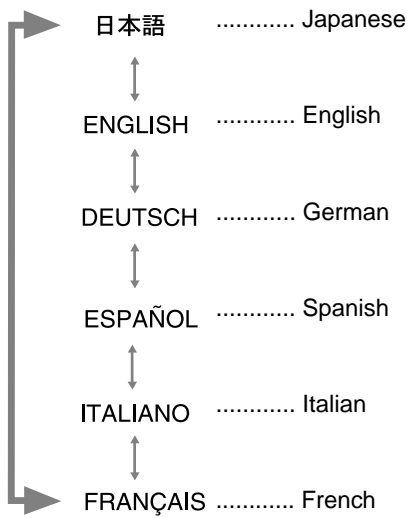 日本語 ............ Japanese
ENGLISH ............ English
DEUTSCH ............ German
ESPAÑOL ............ Spanish
ITALIANO ............ Italian
FRANÇAIS ............ French